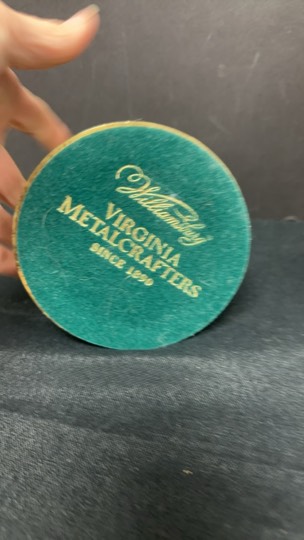 Williamsburg
VIRGINIA
METALCRAFTERS
SINCE 1890